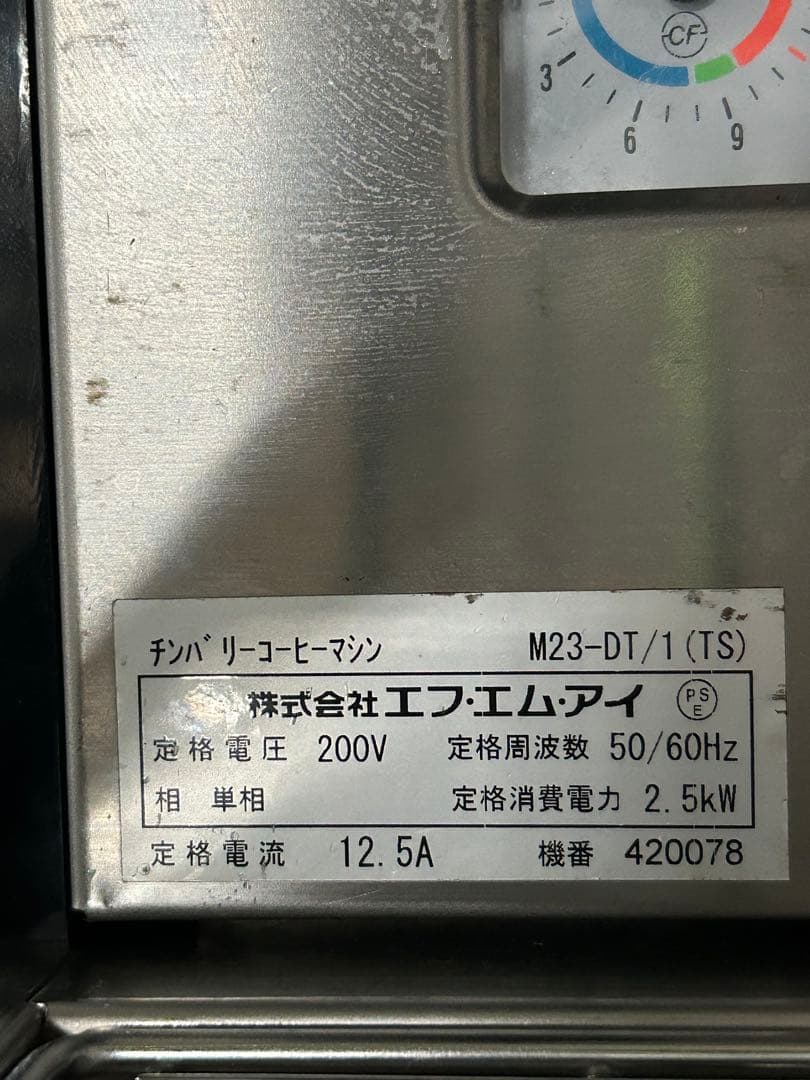 CF
3
6
9
ﾁﾝﾊﾞﾘｰｺｰﾋｰﾏｼﾝ M23-DT/1(TS)
株式会社エフ・エム・アイ PSE
定格電圧 200V 定格周波数 50/60Hz
相 単相 定格消費電力 2.5kW
定格電流 12.5A 機番 420078